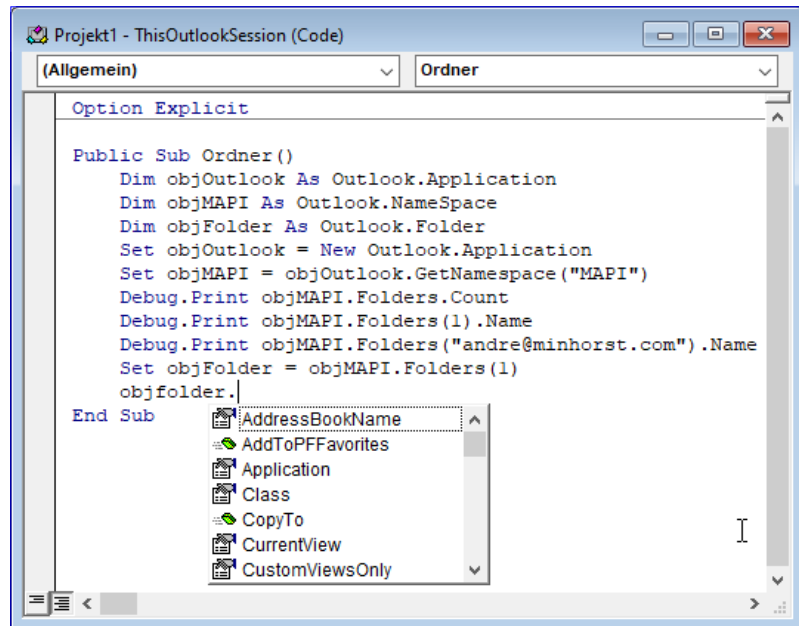 Projekt1 - ThisOutlookSession (Code)
(Allgemein) Ordner
Option Explicit
Public Sub Ordner()
Dim objOutlook As Outlook.Application
Dim objMAPI As Outlook.NameSpace
Dim objFolder As Outlook.Folder
Set objOutlook = New Outlook.Application
Set objMAPI = objOutlook.GetNamespace("MAPI")
Debug.Print objMAPI.Folders.Count
Debug.Print objMAPI.Folders(1).Name
Debug.Print objMAPI.Folders("andre@minhorst.com").Name
Set objFolder = objMAPI.Folders(1)
objfolder.
End Sub
AddressBookName
AddToPFFavorites
Application
Class
CopyTo
CurrentView
CustomViewsOnly